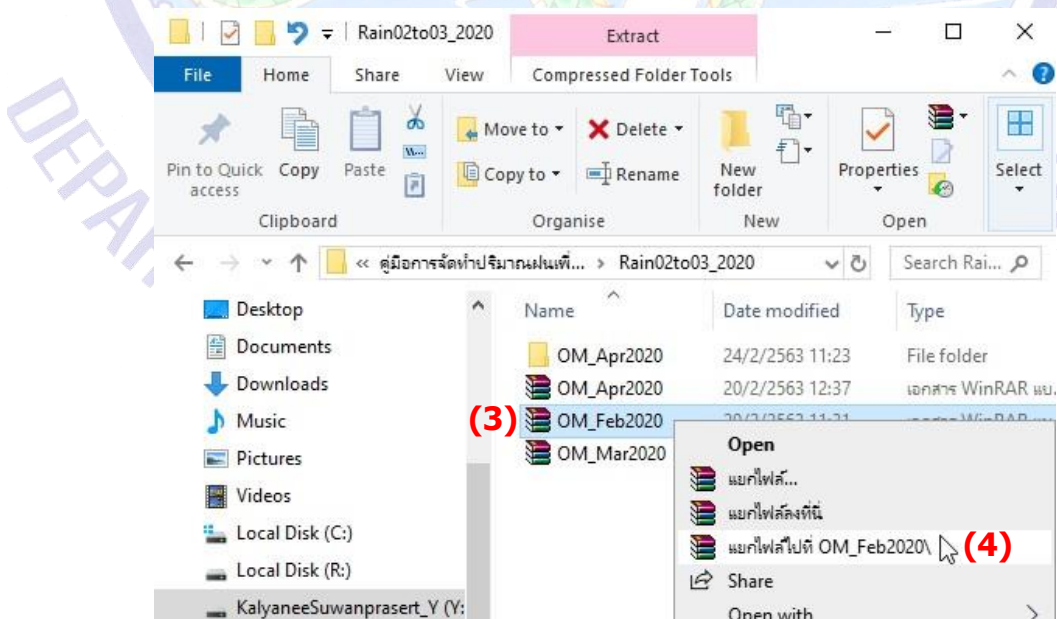 Rain02to03_2020 Extract
File Home Share View Compressed Folder Tools
Pin to Quick access Copy Paste
Move to Delete
Copy to Rename
New folder Properties Select
Clipboard Organise New Open
« คู่มือการจัดทำปริมาณฝนเพื่... › Rain02to03_2020 Search Rai...
Name Date modified Type
Desktop
Documents
Downloads
Music
Pictures
Videos
Local Disk (C:)
Local Disk (R:)
KalyaneeSuwanprasert_Y (Y:
OM_Apr2020 24/2/2563 11:23 File folder
OM_Apr2020 20/2/2563 12:37 เอกสาร WinRAR แบ.
(3) OM_Feb2020
OM_Mar2020
Open
แยกไฟล์...
แยกไฟล์ลงที่นี่
แยกไฟล์ไปที่ OM_Feb2020\ (4)
Share
Open with